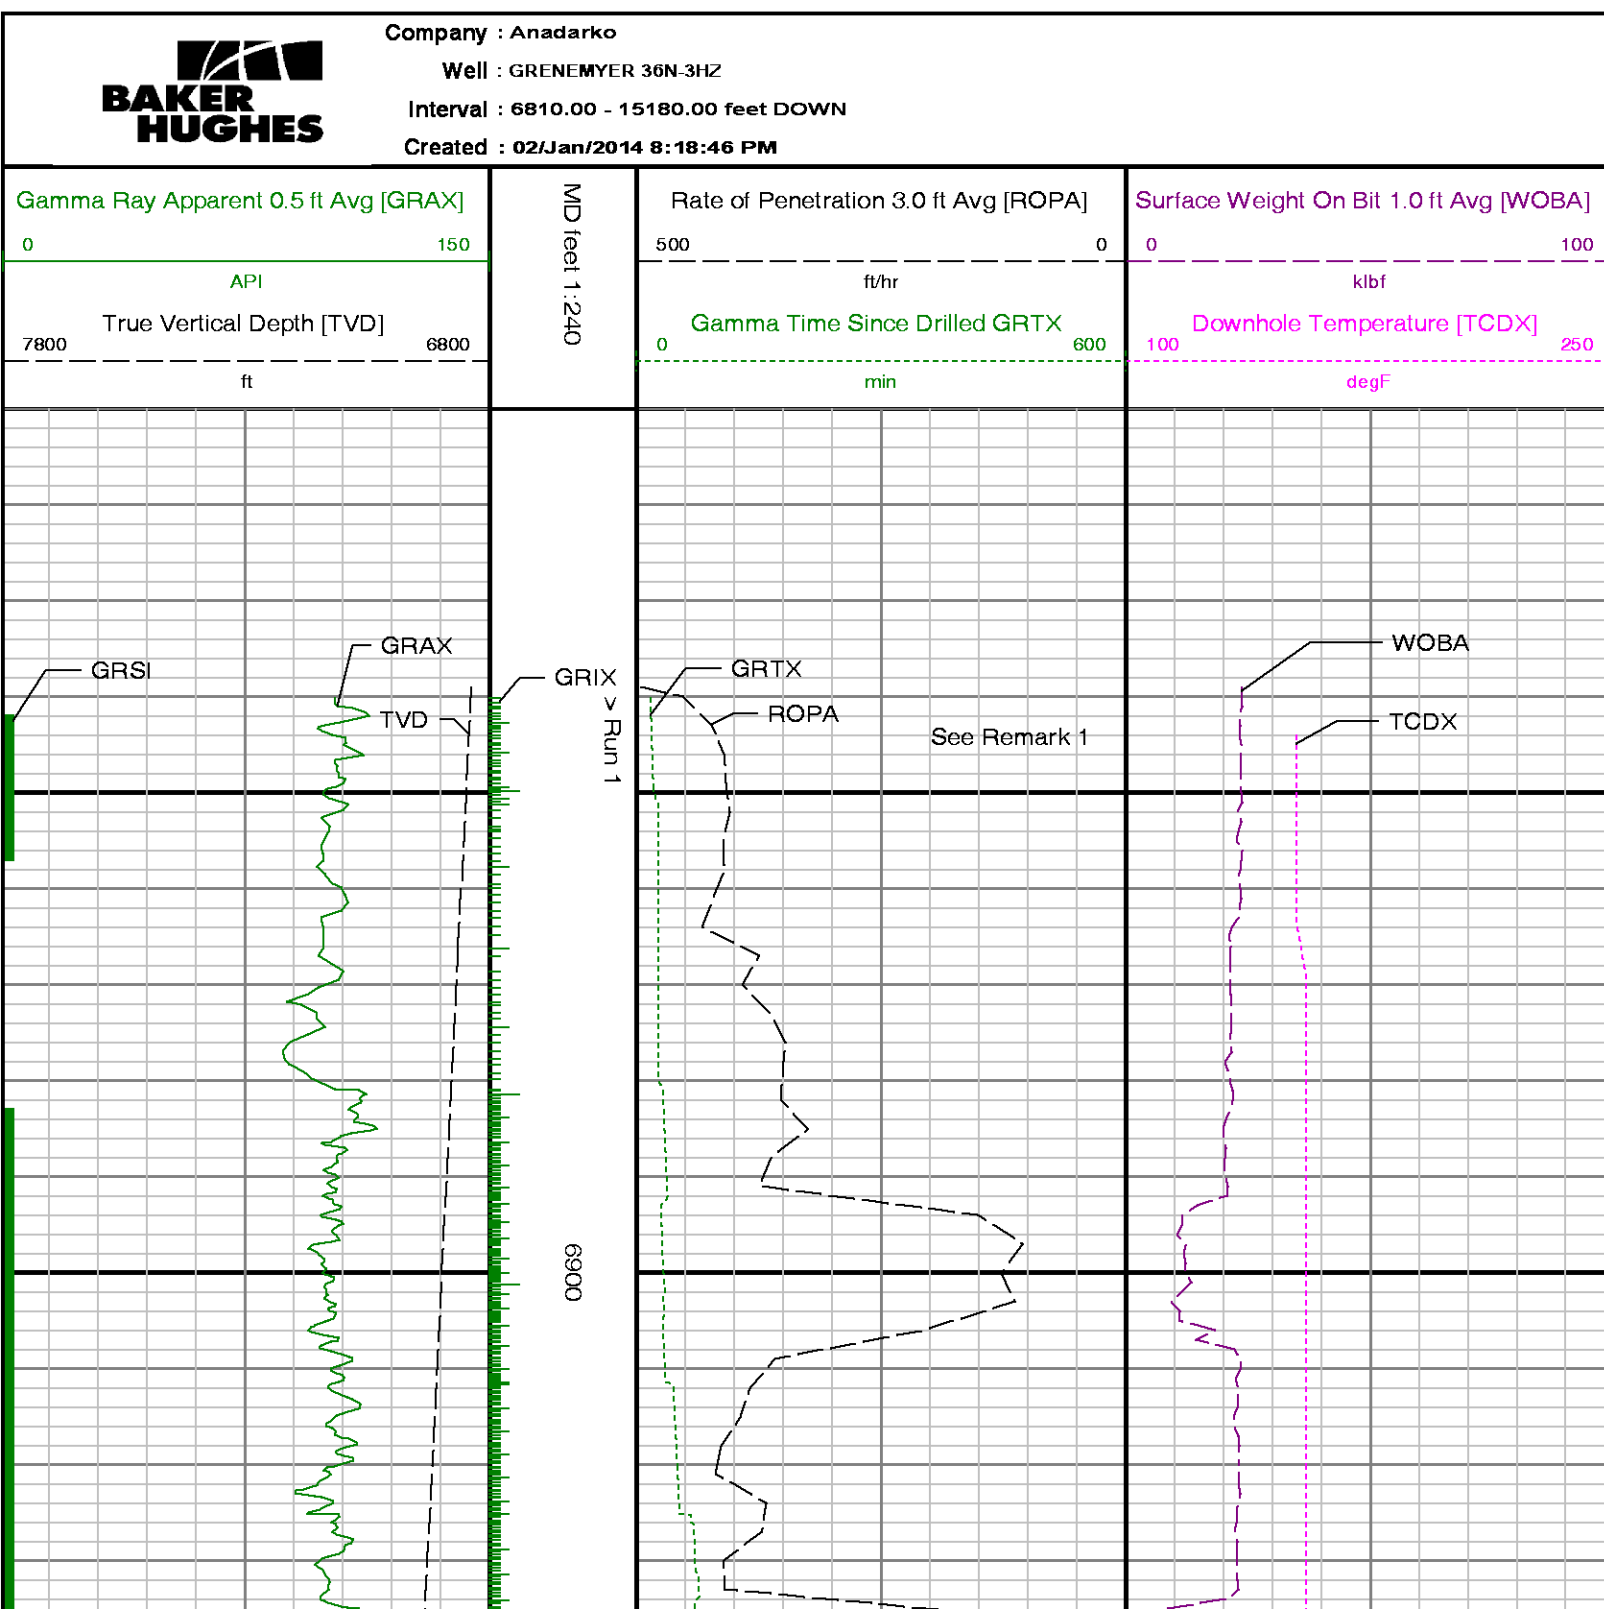 BAKER
HUGHES
Company : Anadarko
Well : GRENEMYER 36N-3HZ
Interval : 6810.00 - 15180.00 feet DOWN
Created : 02/Jan/2014 8:18:46 PM
Gamma Ray Apparent 0.5 ft Avg [GRAX]
0 150
API
True Vertical Depth [TVD]
7800 6800
ft
MD feet 1:240
Rate of Penetration 3.0 ft Avg [ROPA]
500 0
ft/hr
Gamma Time Since Drilled GRTX
0 600
min
Surface Weight On Bit 1.0 ft Avg [WOBA]
0 100
klbf
Downhole Temperature [TCDX]
100 250
degF
GRSI
GRAX
TVD
GRIX
> Run 1
6900
GRTX
ROPA
See Remark 1
WOBA
TCDX